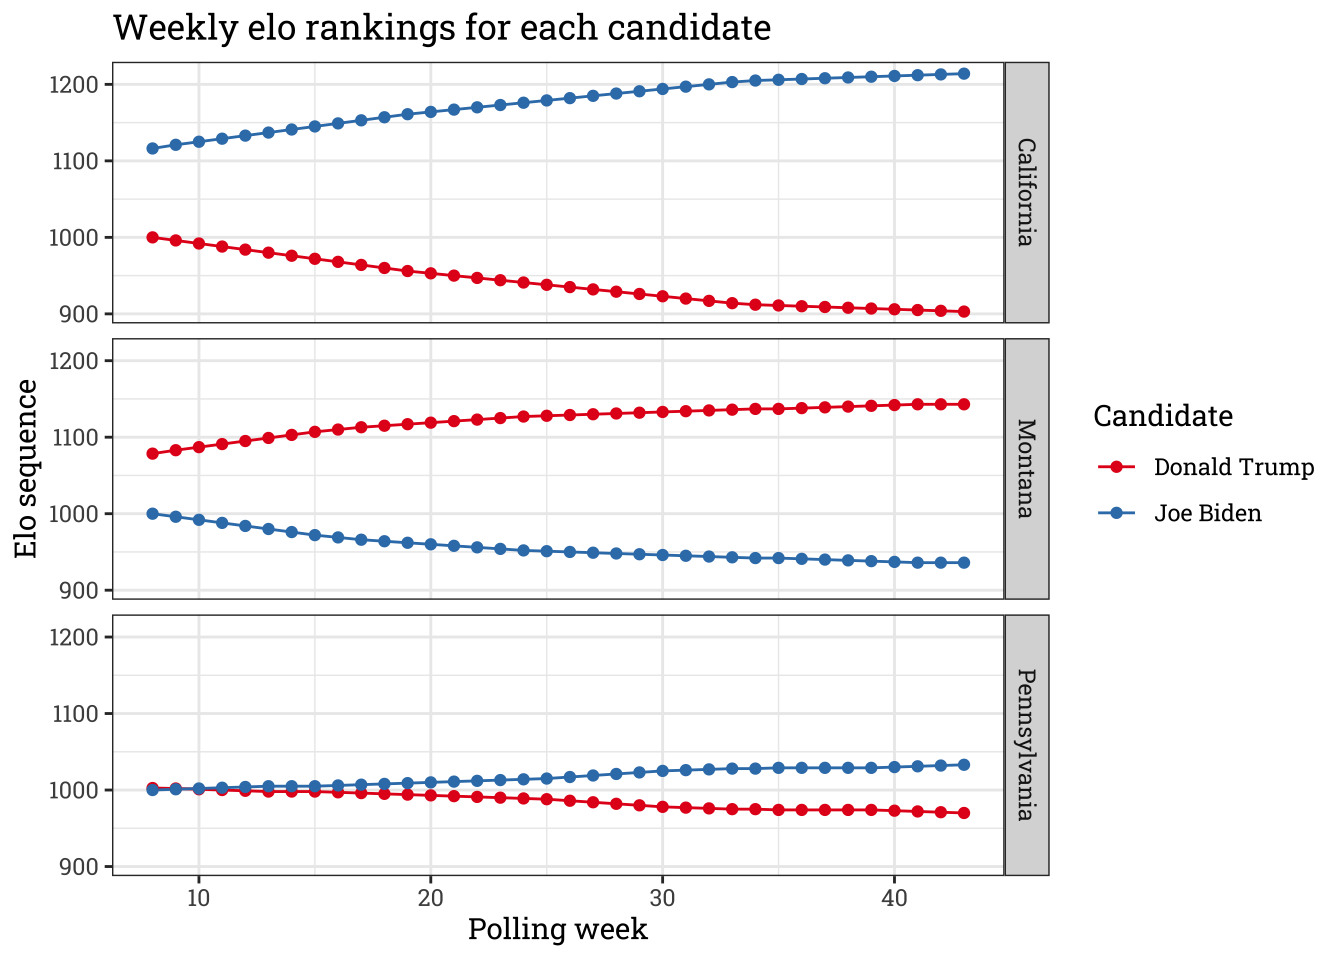 Weekly elo rankings for each candidate
1200
1100
1000
900
California
1200
1100
1000
900
Montana
1200
1100
1000
900
Pennsylvania
10 20 30 40
Polling week
Elo sequence
Candidate
Donald Trump
Joe Biden